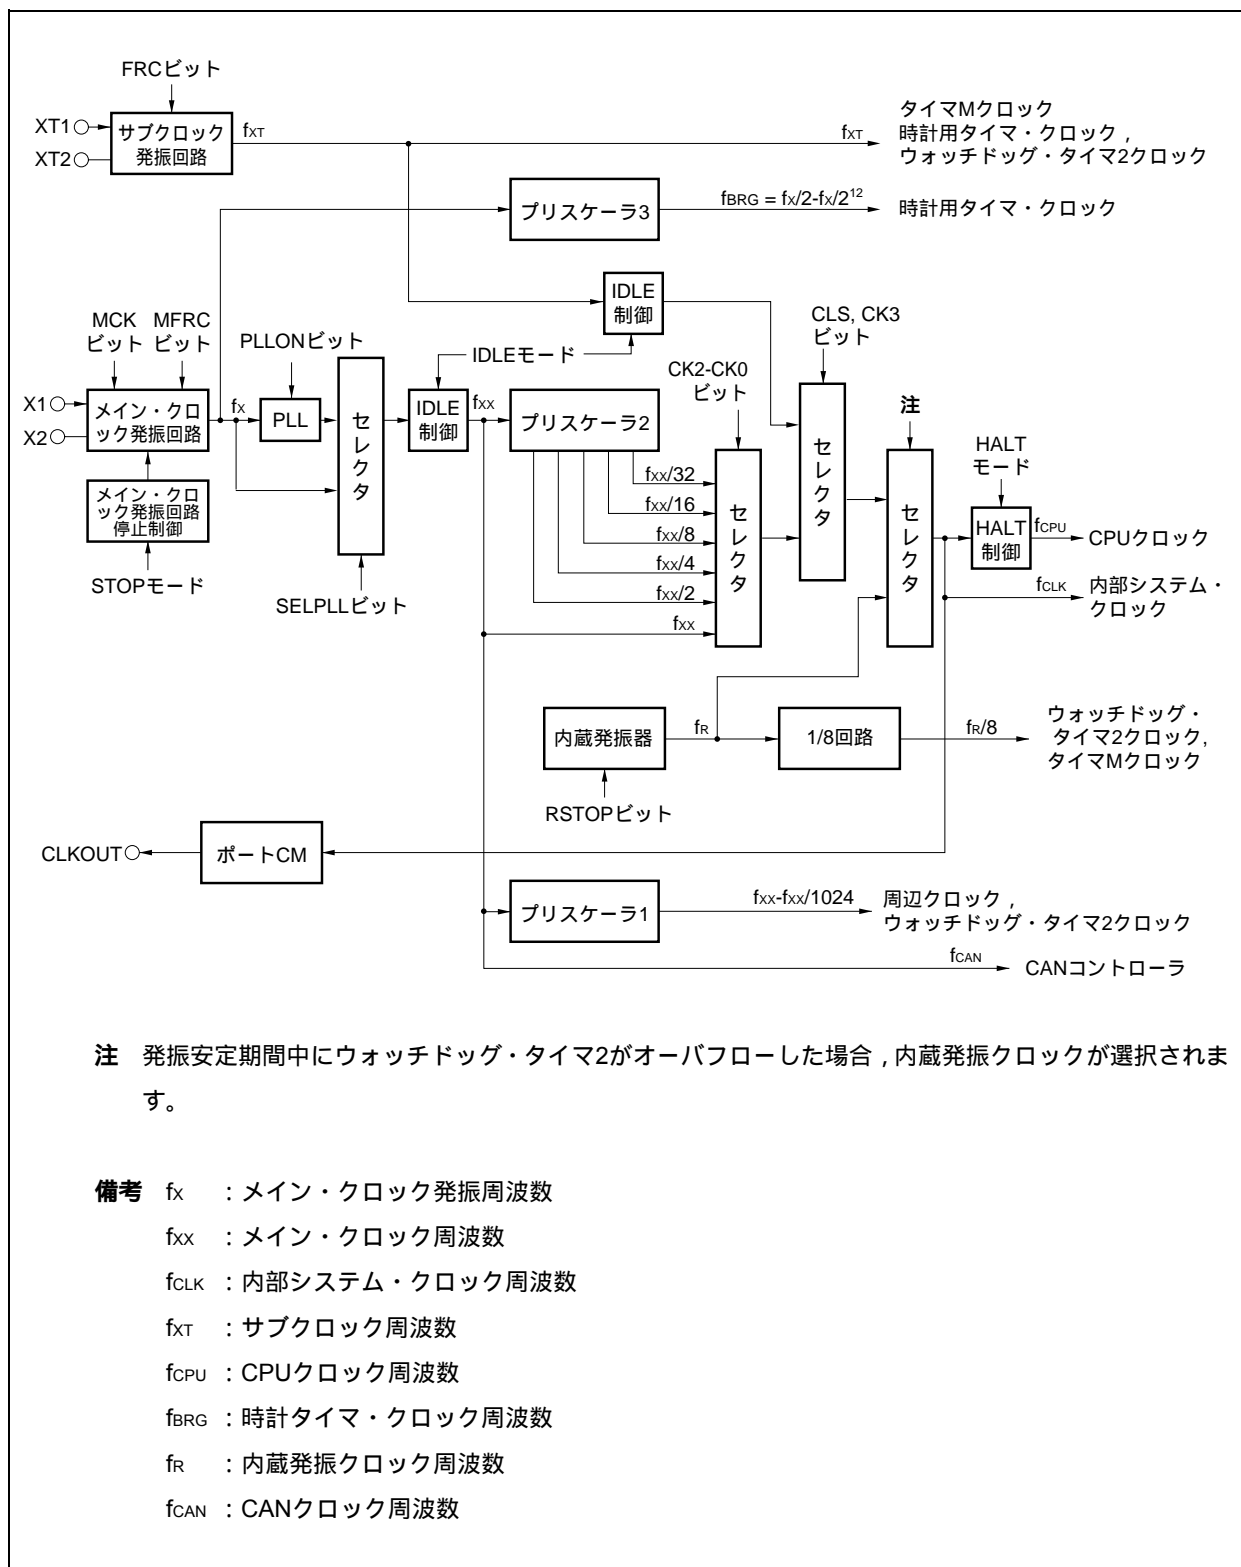 FRCビット
XT1
XT2
サブクロック
発振回路
fXT
fXT
タイマMクロック
時計用タイマ・クロック ,
ウォッチドッグ・タイマ2クロック
プリスケーラ3
fBRG = fX/2-fX/2¹²
時計用タイマ・クロック
IDLE
制御
MCK
ビット
MFRC
ビット
PLLONビット
IDLEモード
CLS, CK3
ビット
CK2-CK0
ビット
X1
X2
メイン・クロ
ック発振回路
fX
PLL
セレクタ
IDLE
制御
fXX
プリスケーラ2
fXX/32
fXX/16
fXX/8
fXX/4
fXX/2
fXX
セレクタ
セレクタ
注
セレクタ
HALT
モード
HALT
制御
fCPU
CPUクロック
fCLK
内部システム・
クロック
メイン・クロ
ック発振回路
停止制御
STOPモード
SELPLLビット
内蔵発振器
fR
1/8回路
fR/8
ウォッチドッグ・
タイマ2クロック,
タイマMクロック
RSTOPビット
CLKOUT
ポートCM
プリスケーラ1
fXX-fXX/1024
周辺クロック ,
ウォッチドッグ・タイマ2クロック
fCAN
CANコントローラ
注 発振安定期間中にウォッチドッグ・タイマ2がオーバフローした場合 , 内蔵発振クロックが選択されま
す。
備考 fX : メイン・クロック発振周波数
fXX : メイン・クロック周波数
fCLK : 内部システム・クロック周波数
fXT : サブクロック周波数
fCPU : CPUクロック周波数
fBRG : 時計タイマ・クロック周波数
fR : 内蔵発振クロック周波数
fCAN : CANクロック周波数